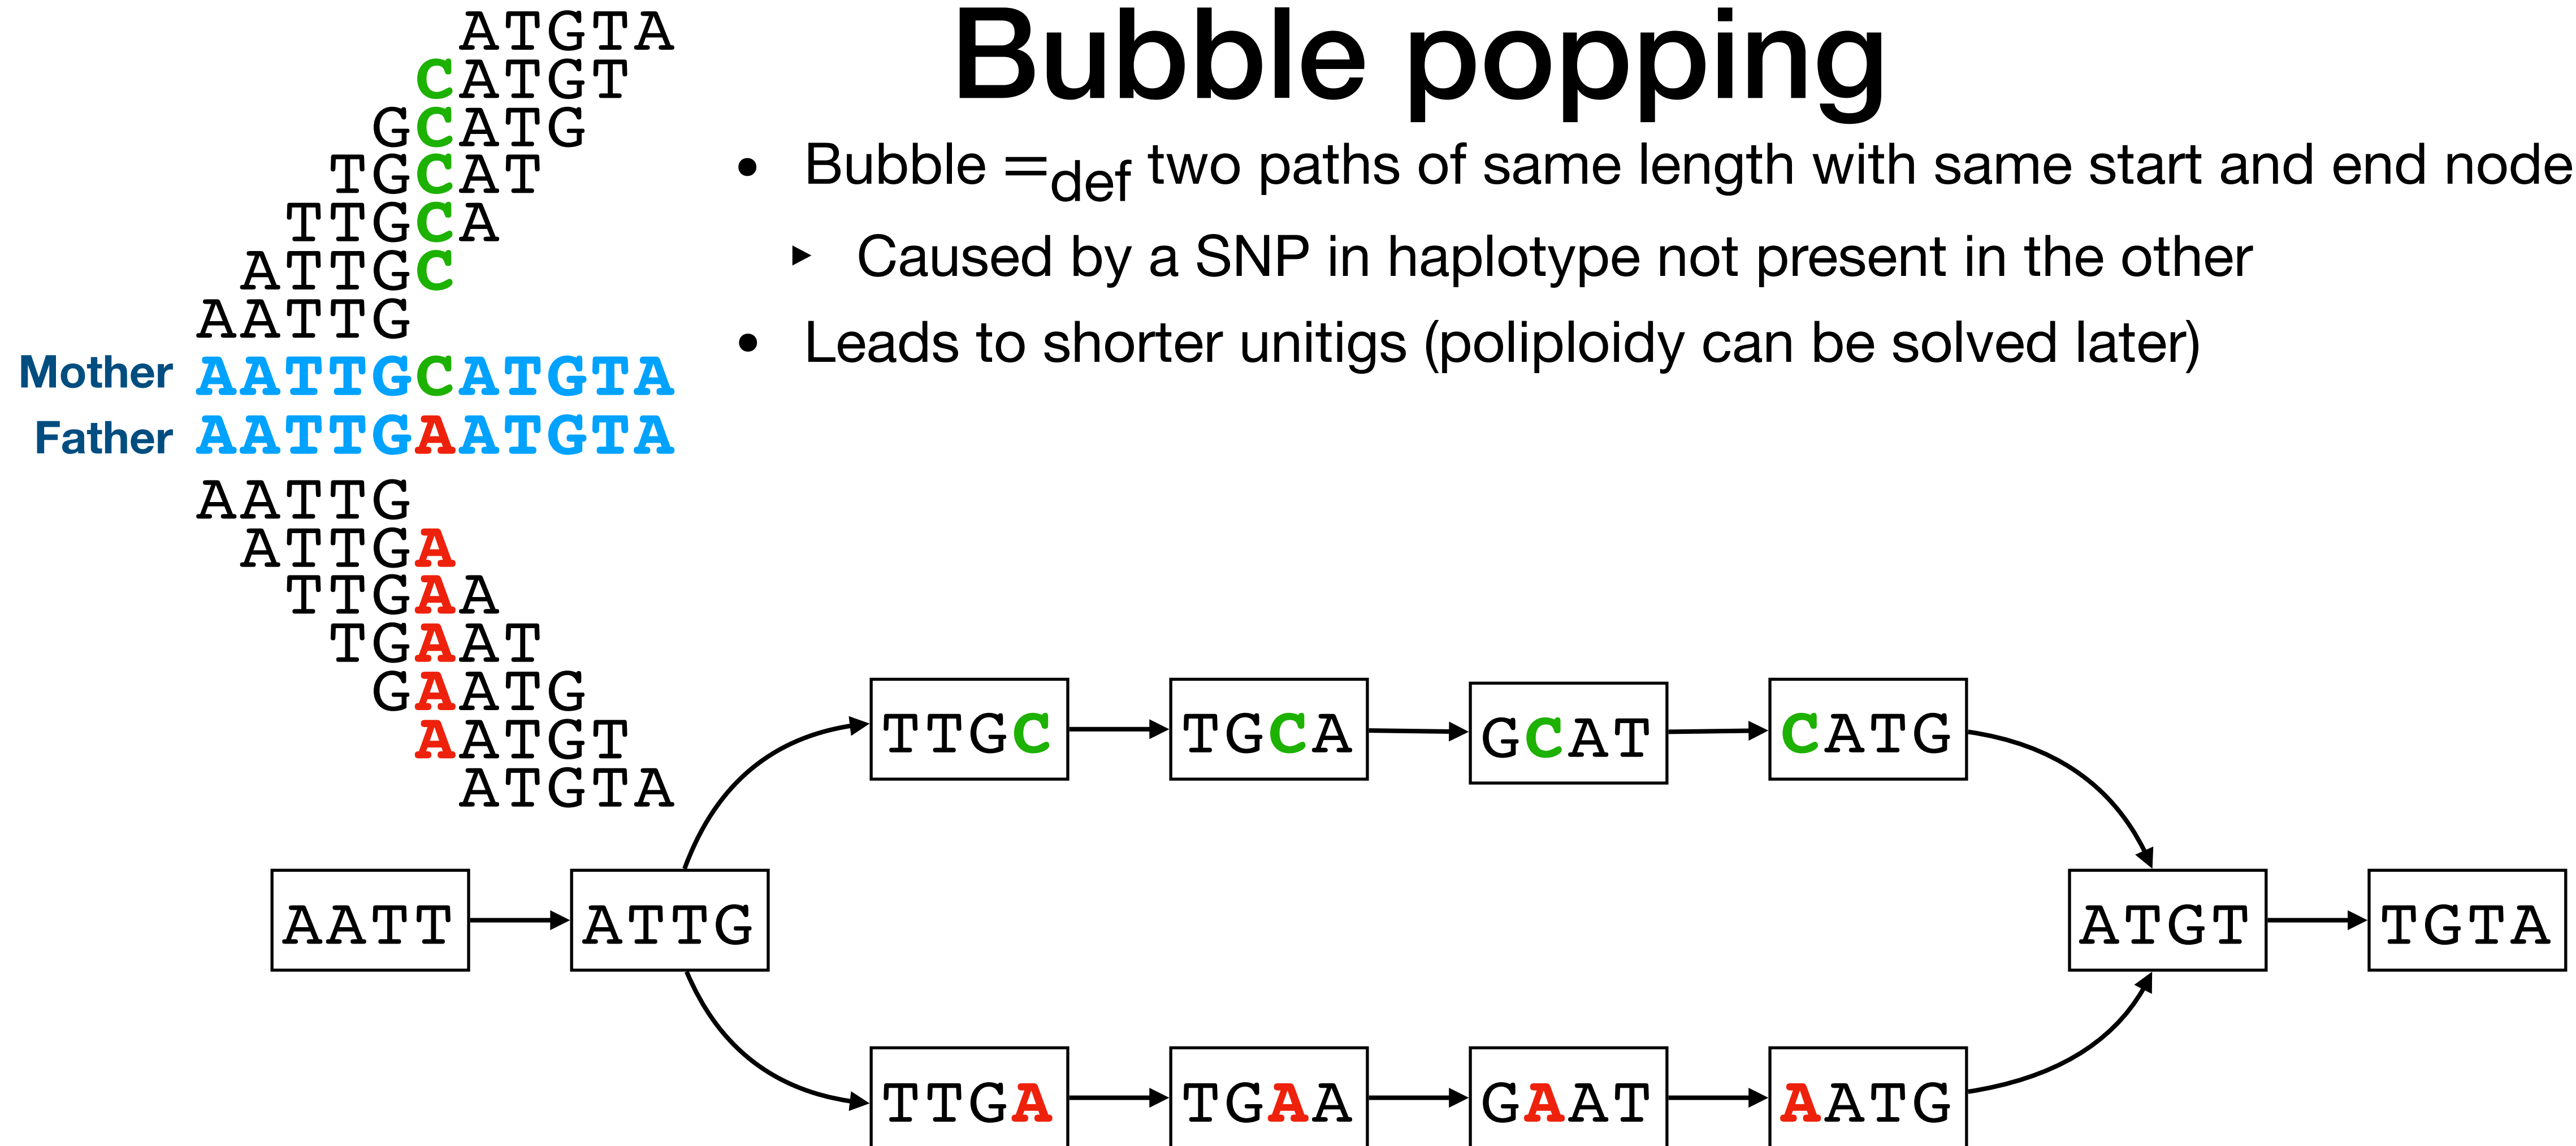 Bubble popping
• Bubble =def two paths of same length with same start and end node
▸ Caused by a SNP in haplotype not present in the other
• Leads to shorter unitigs (poliploidy can be solved later)
ATGTA
CATGT
GCATG
TGCAT
TTGCA
ATTGC
AATTG
Mother AATTGCATGTA
Father AATTGAATGTA
AATTG
ATTGA
TTGAA
TGAAT
GAATG
AATGT
ATGTA
TTGC TGCA GCAT CATG
AATT ATTG ATGT TGTA
TTGA TGAA GAAT AATG